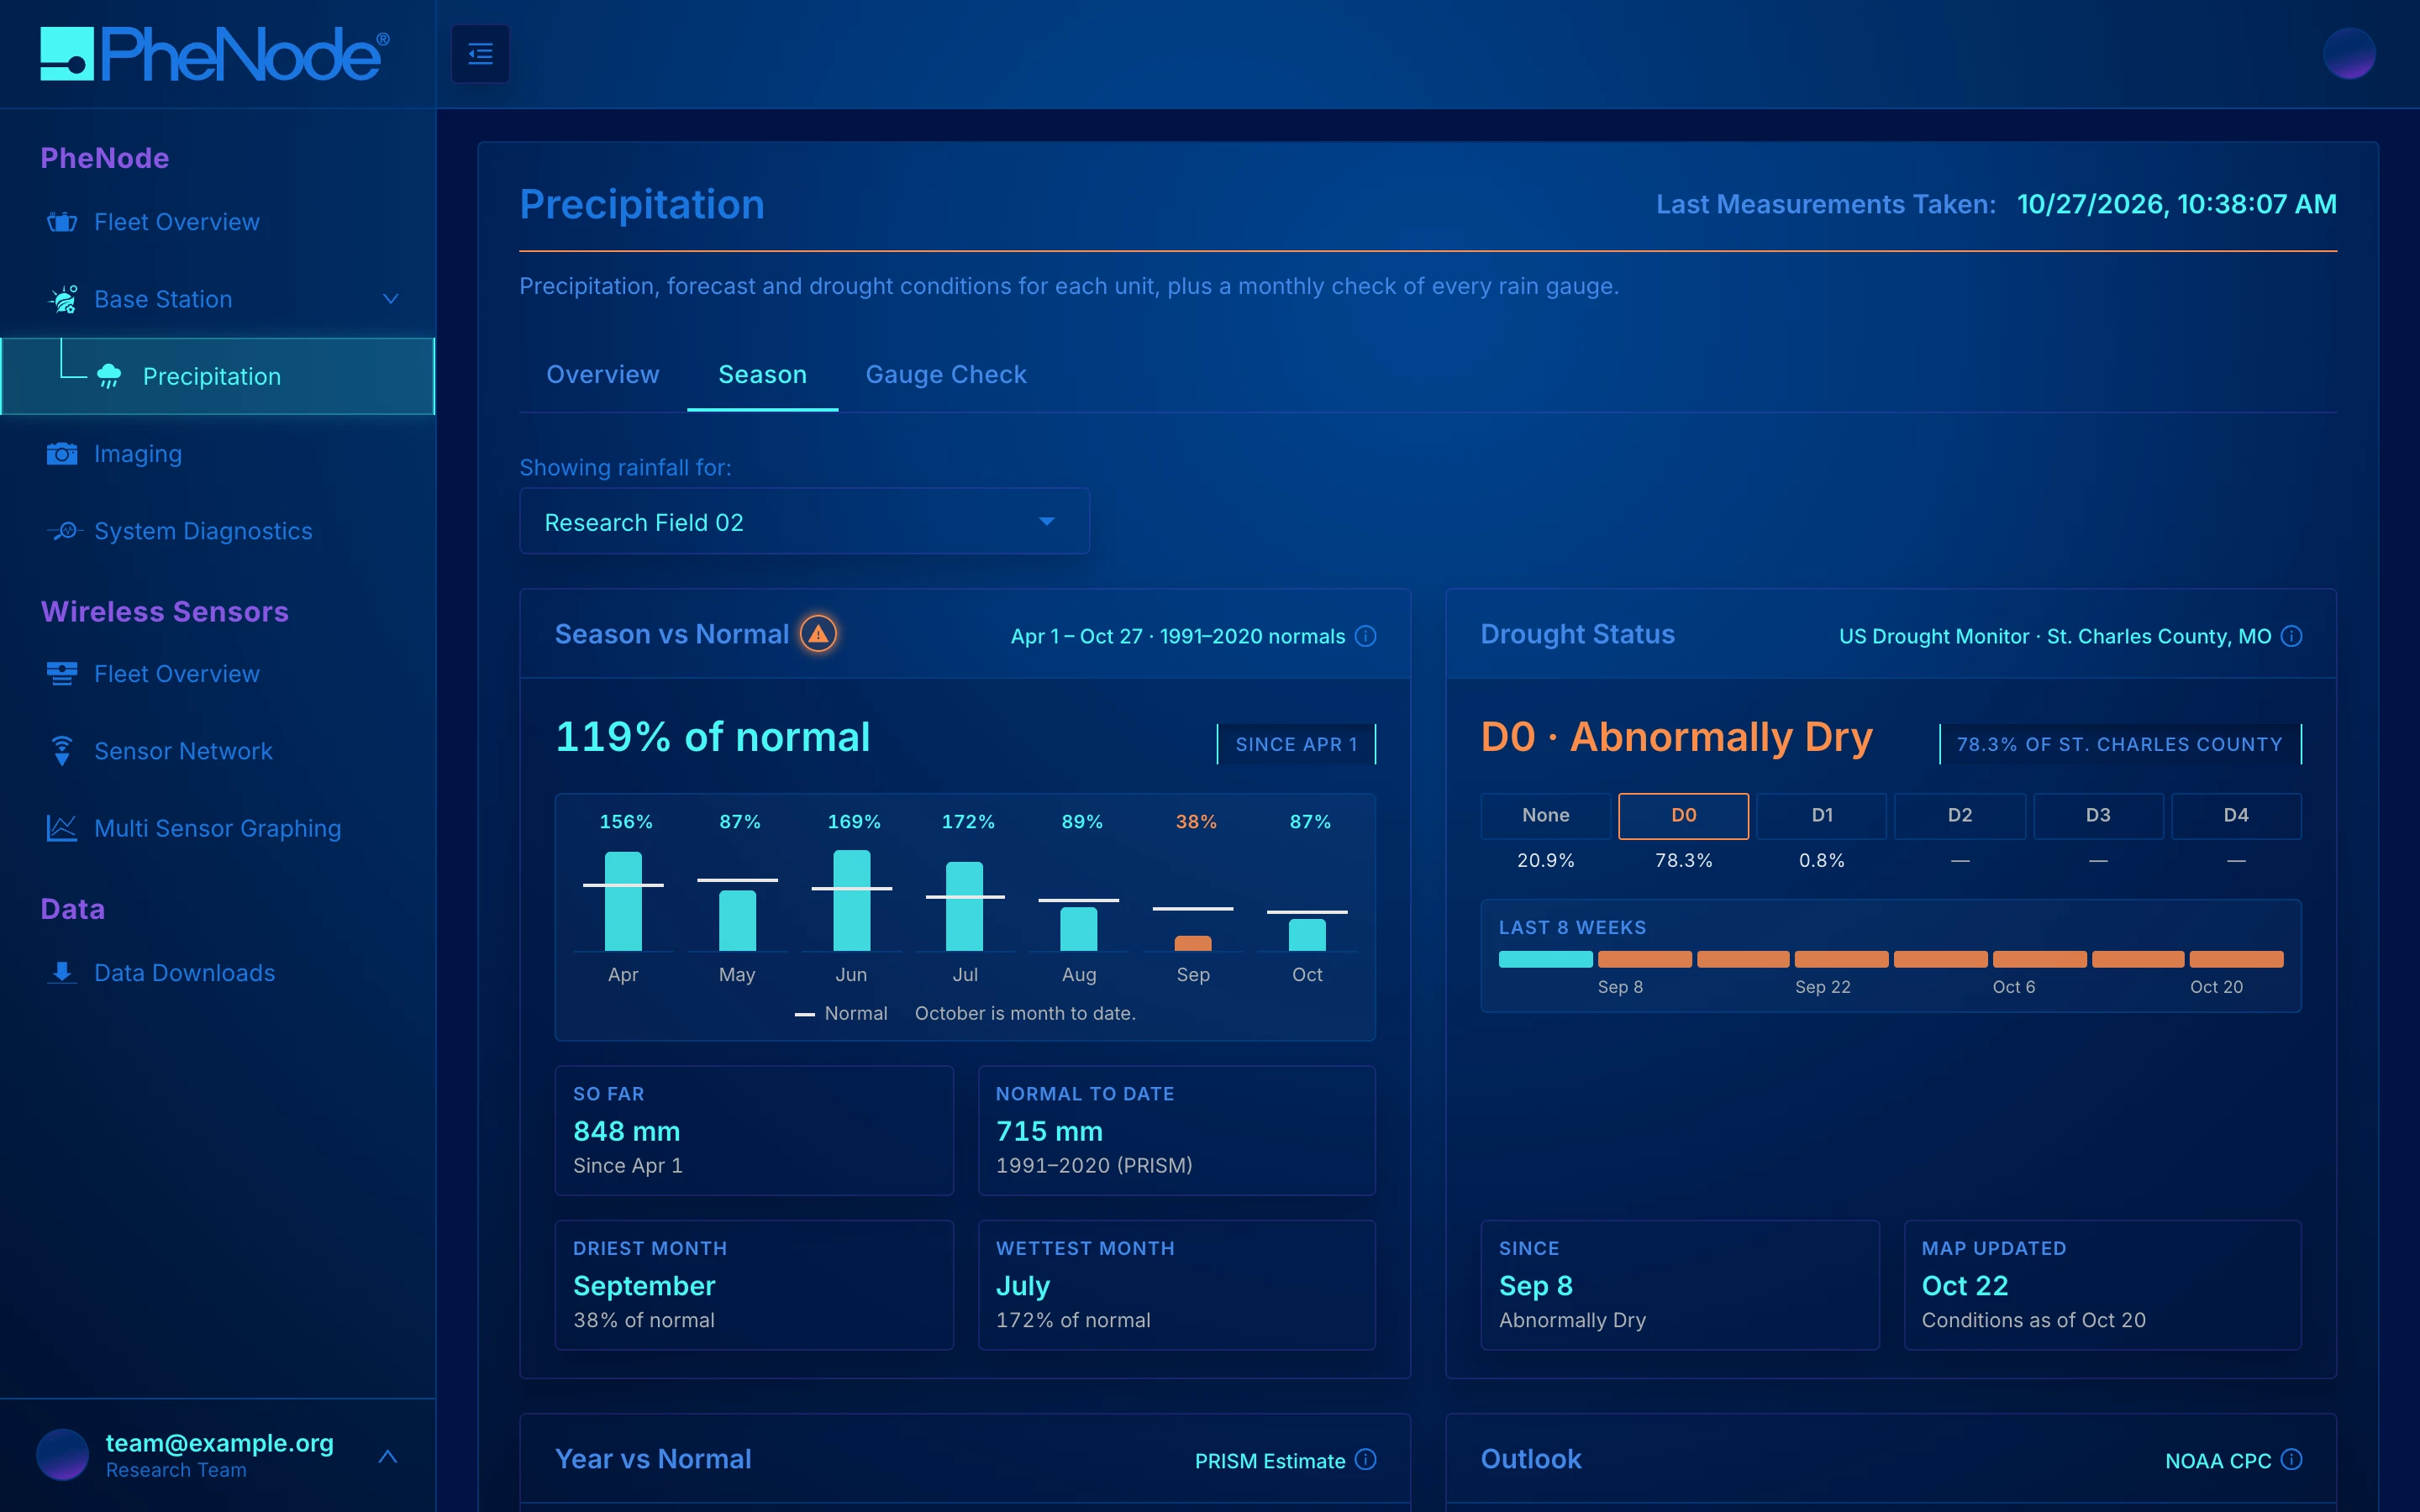 PheNode®
PheNode
Fleet Overview
Base Station
Precipitation
Imaging
System Diagnostics
Wireless Sensors
Fleet Overview
Sensor Network
Multi Sensor Graphing
Data
Data Downloads
team@example.org
Research Team
Precipitation
Last Measurements Taken: 10/27/2026, 10:38:07 AM
Precipitation, forecast and drought conditions for each unit, plus a monthly check of every rain gauge.
Overview Season Gauge Check
Showing rainfall for:
Research Field 02
Season vs Normal
Apr 1 – Oct 27 · 1991–2020 normals
119% of normal
SINCE APR 1
156% 87% 169% 172% 89% 38% 87%
Apr May Jun Jul Aug Sep Oct
Normal October is month to date.
SO FAR
848 mm
Since Apr 1
NORMAL TO DATE
715 mm
1991–2020 (PRISM)
DRIEST MONTH
September
38% of normal
WETTEST MONTH
July
172% of normal
Drought Status
US Drought Monitor · St. Charles County, MO
D0 · Abnormally Dry
78.3% OF ST. CHARLES COUNTY
None D0 D1 D2 D3 D4
20.9% 78.3% 0.8% — — —
LAST 8 WEEKS
Sep 8 Sep 22 Oct 6 Oct 20
SINCE
Sep 8
Abnormally Dry
MAP UPDATED
Oct 22
Conditions as of Oct 20
Year vs Normal
PRISM Estimate
Outlook
NOAA CPC